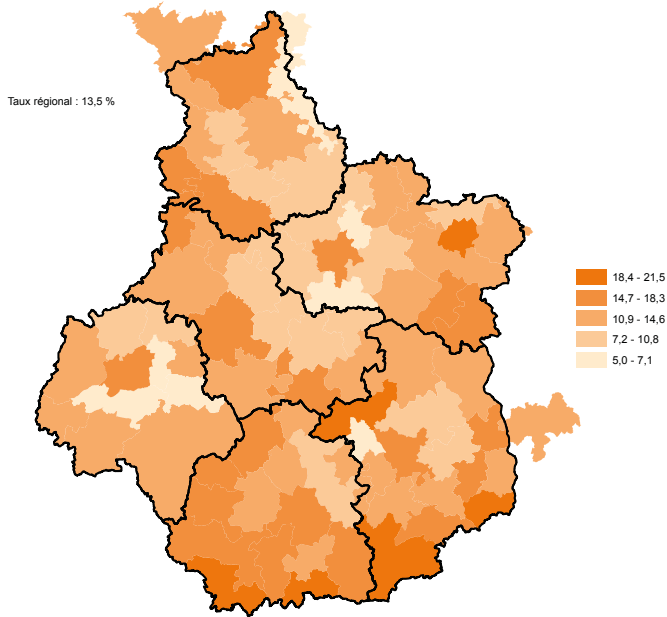 Taux régional : 13,5 %
18,4 - 21,5
14,7 - 18,3
10,9 - 14,6
7,2 - 10,8
5,0 - 7,1